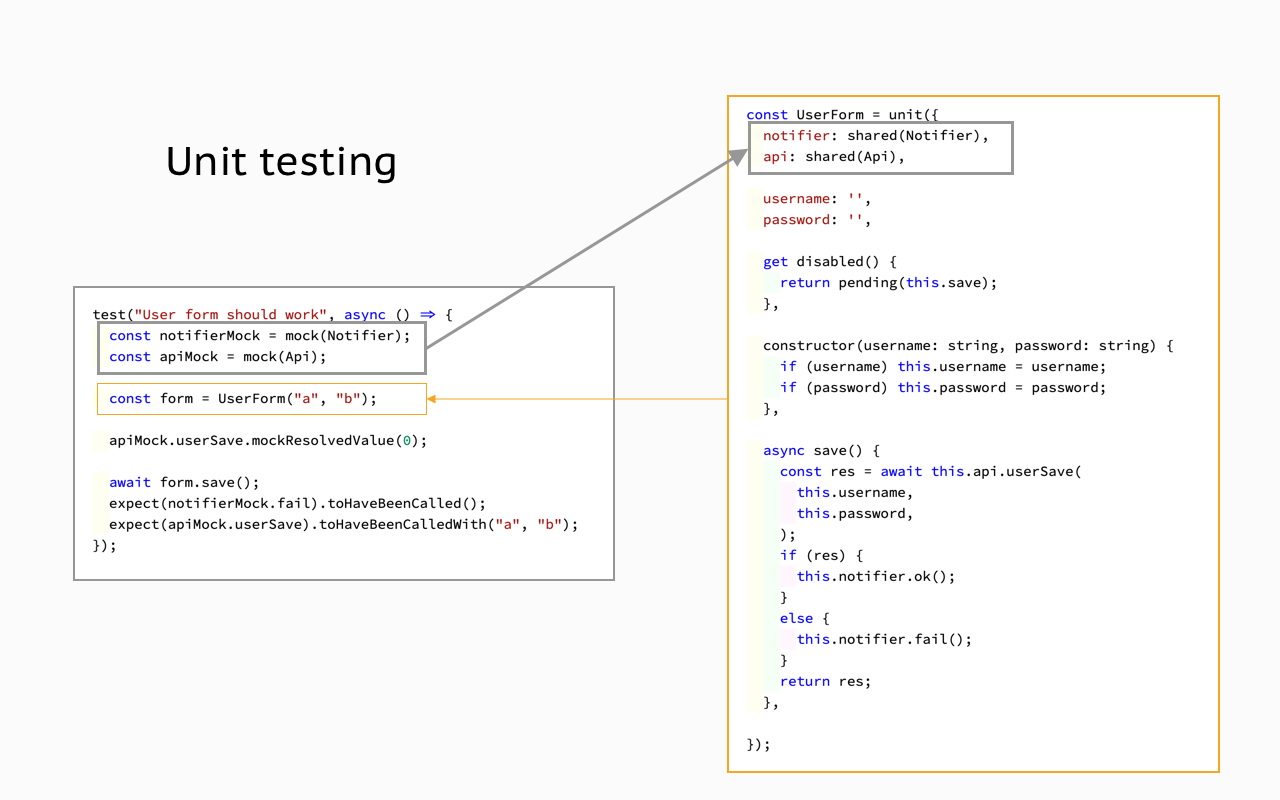 Unit testing
test("User form should work", async () => {
const notifierMock = mock(Notifier);
const apiMock = mock(Api);
const form = UserForm("a", "b");
apiMock.userSave.mockResolvedValue(0);
await form.save();
expect(notifierMock.fail).toHaveBeenCalled();
expect(apiMock.userSave).toHaveBeenCalledWith("a", "b");
});
const UserForm = unit({
notifier: shared(Notifier),
api: shared(Api),
username: '',
password: '',
get disabled() {
return pending(this.save);
},
constructor(username: string, password: string) {
if (username) this.username = username;
if (password) this.password = password;
},
async save() {
const res = await this.api.userSave(
this.username,
this.password,
);
if (res) {
this.notifier.ok();
}
else {
this.notifier.fail();
}
return res;
},
});